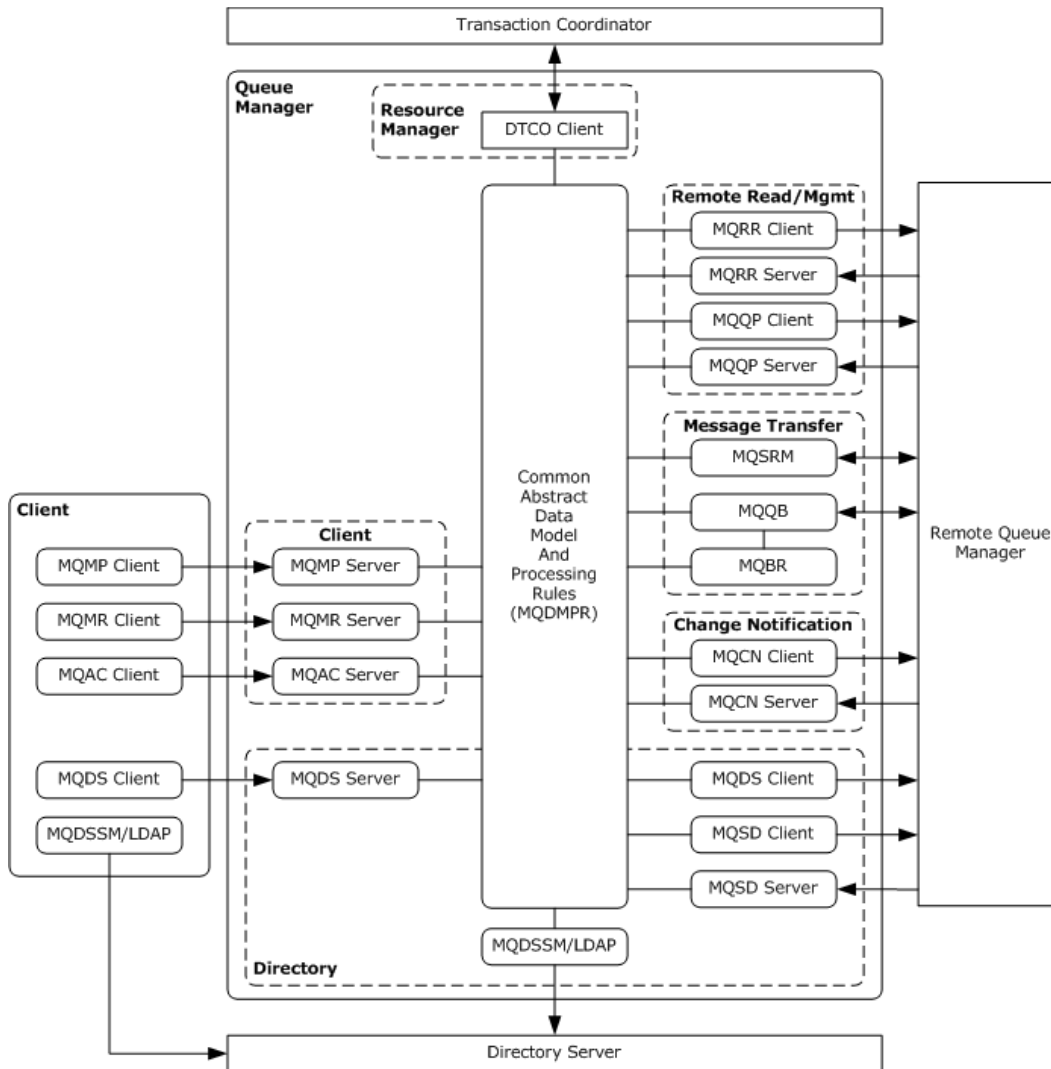 Transaction Coordinator
Queue
Manager
Resource
Manager
DTCO Client
Remote Read/Mgmt
MQRR Client
MQRR Server
MQQP Client
MQQP Server
Message Transfer
MQSRM
MQQB
MQBR
Change Notification
MQCN Client
MQCN Server
Common
Abstract
Data
Model
And
Processing
Rules
(MQDMPR)
Remote Queue
Manager
Client
MQMP Client
MQMR Client
MQAC Client
MQDS Client
MQDSSM/LDAP
Client
MQMP Server
MQMR Server
MQAC Server
MQDS Server
MQDS Client
MQSD Client
MQSD Server
MQDSSM/LDAP
Directory
Directory Server